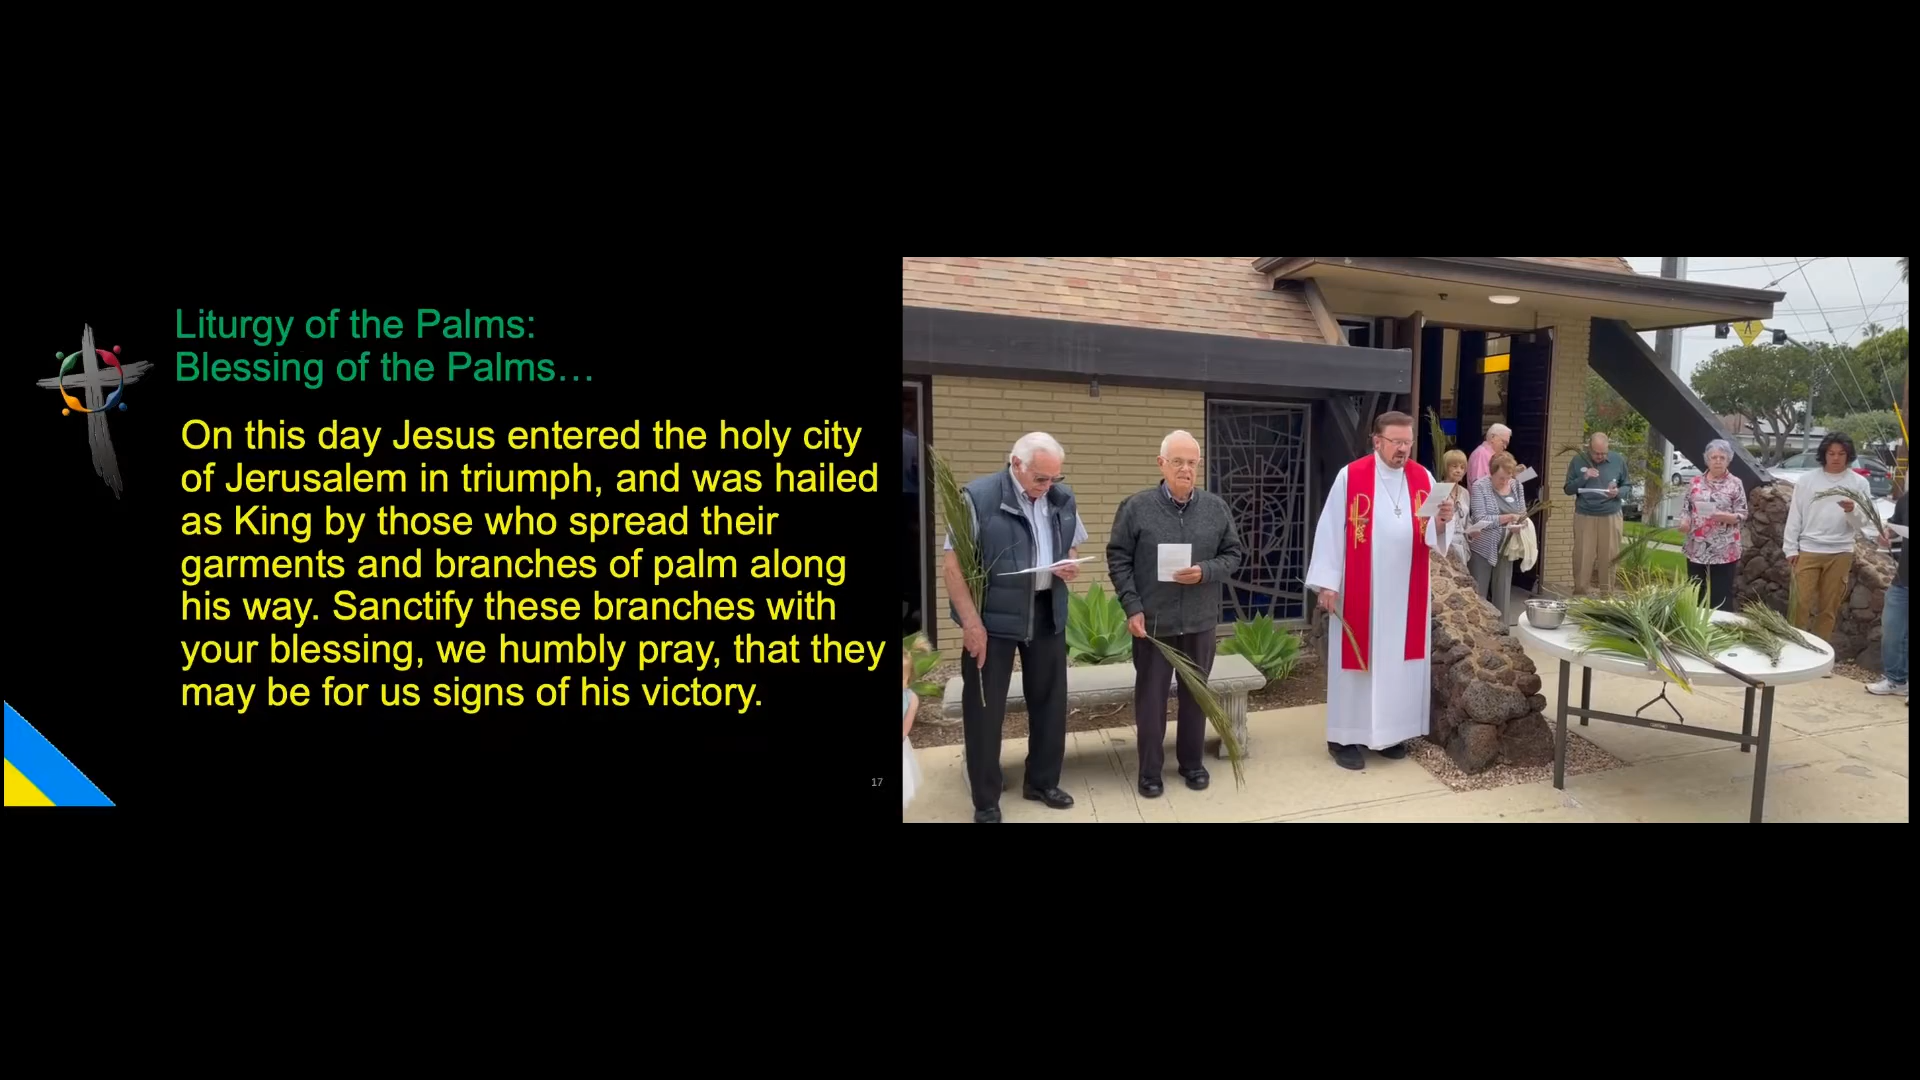 Liturgy of the Palms:
Blessing of the Palms…
On this day Jesus entered the holy city
of Jerusalem in triumph, and was hailed
as King by those who spread their
garments and branches of palm along
his way. Sanctify these branches with
your blessing, we humbly pray, that they
may be for us signs of his victory.
17